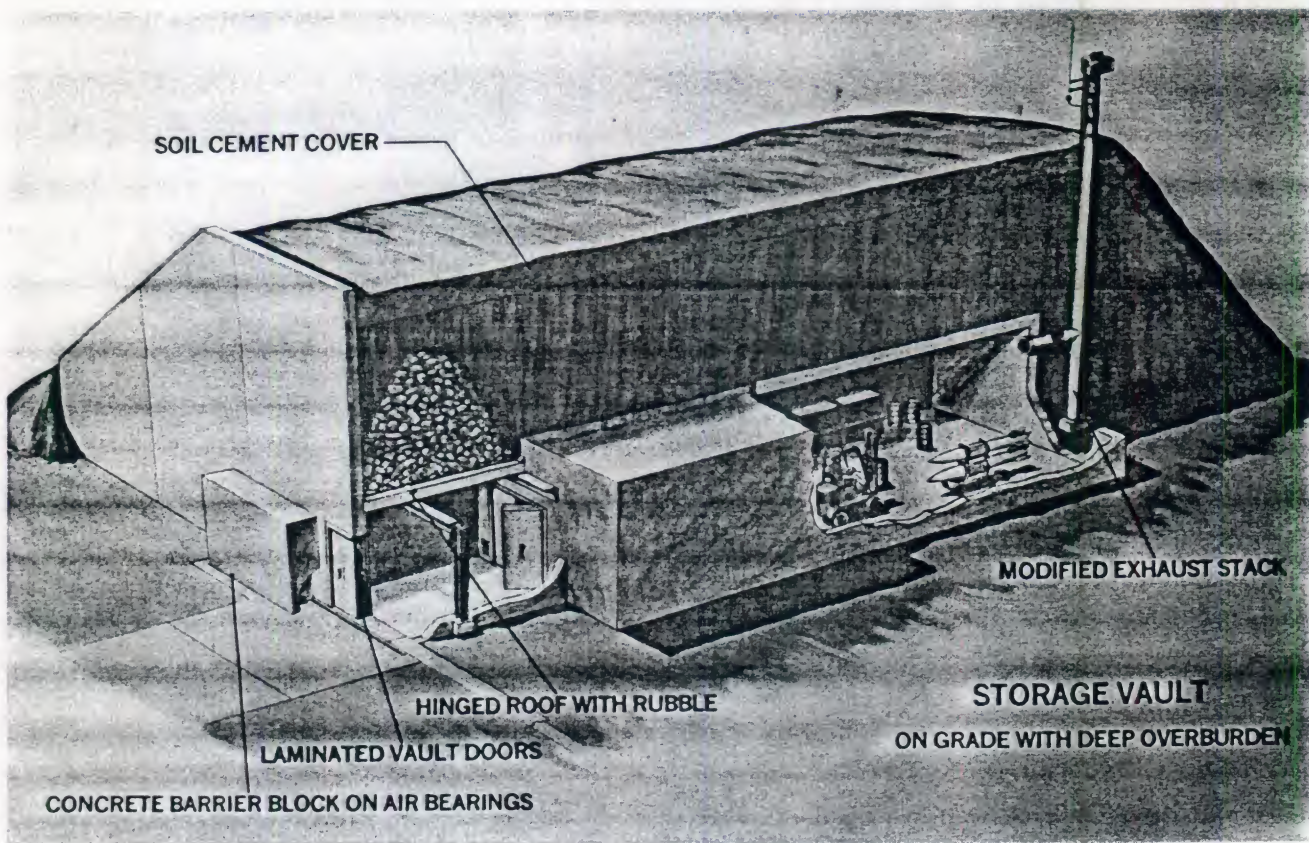 SOIL CEMENT COVER
MODIFIED EXHAUST STACK
HINGED ROOF WITH RUBBLE
STORAGE VAULT
LAMINATED VAULT DOORS
ON GRADE WITH DEEP OVERBURDEN
CONCRETE BARRIER BLOCK ON AIR BEARINGS